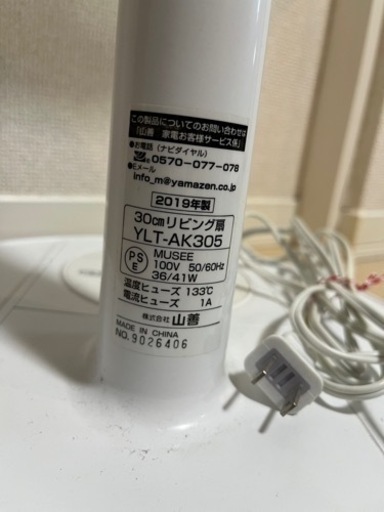 この製品についてのお問い合わせは
「山善 家電お客様サービス係」
●お電話（ナビダイヤル）
0570-077-078
●Eメール
info_m@yamazen.co.jp
2019年製
30cmリビング扇
YLT-AK305
PSE
MUSEE
100V 50/60Hz
36/41W
温度ヒューズ 133℃
電流ヒューズ 1A
株式会社 山善
MADE IN CHINA
NO.9026406